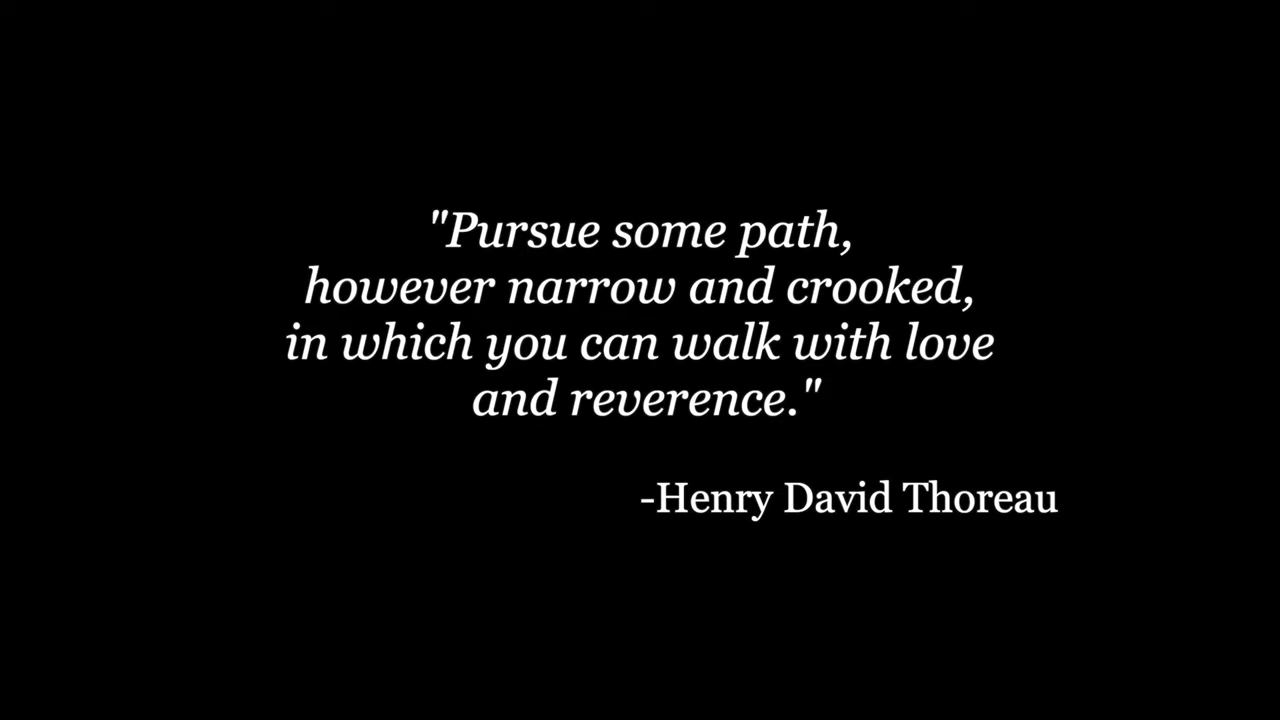 "Pursue some path,
however narrow and crooked,
in which you can walk with love
and reverence."
-Henry David Thoreau